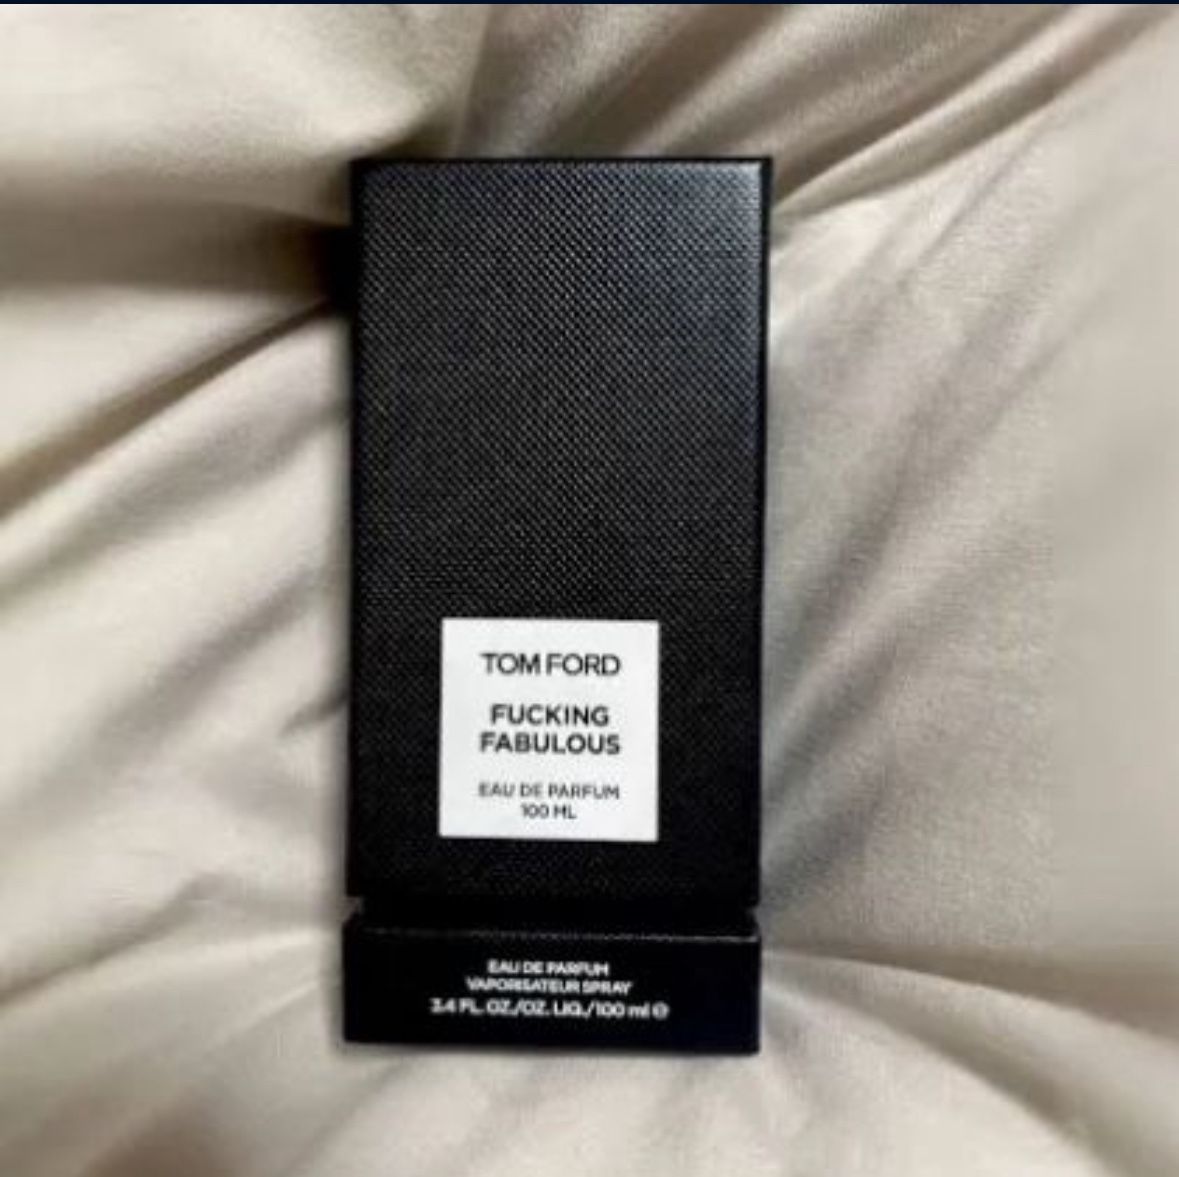 TOM FORD
FUCKING
FABULOUS
EAU DE PARFUM
100 ML
EAU DE PARFUM
VAPORISATEUR SPRAY
3.4 FL. OZ./OZ. LIQ./100 ml ℮